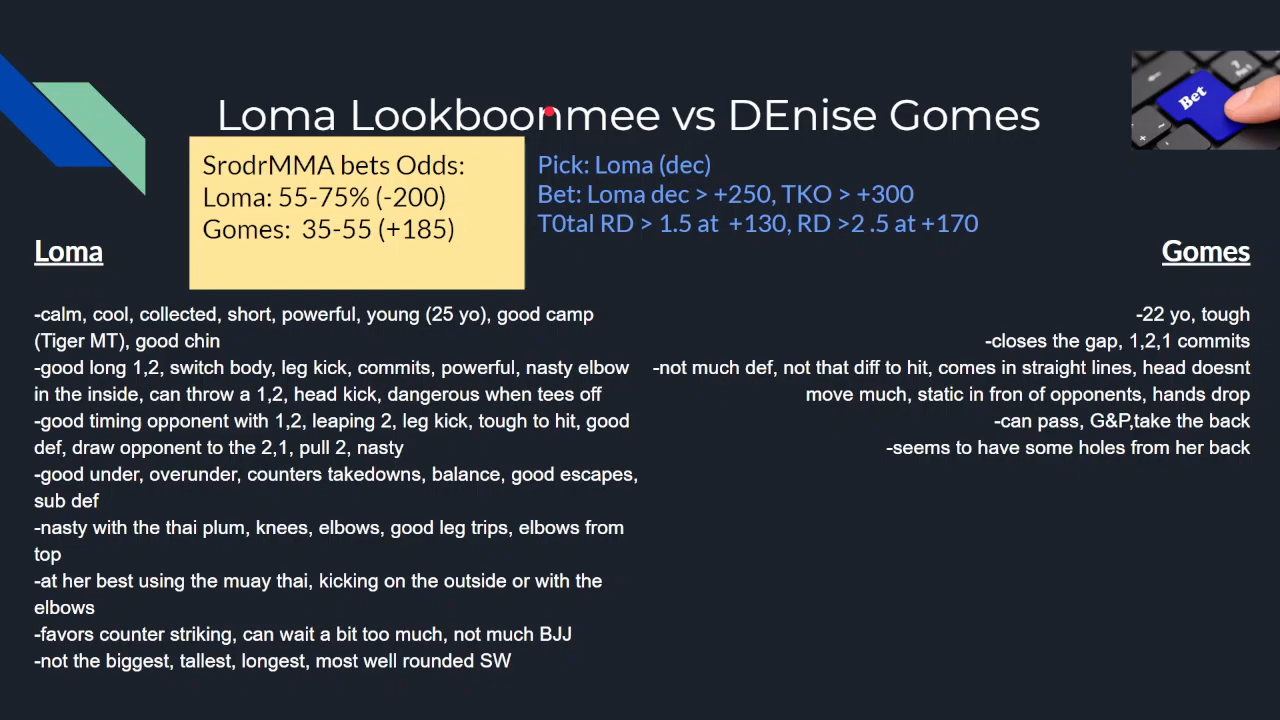 Loma Lookboonmee vs DEnise Gomes
Bet
SrodrMMA bets Odds:
Loma: 55-75% (-200)
Gomes:  35-55 (+185)
Pick: Loma (dec)
Bet: Loma dec > +250, TKO > +300
T0tal RD > 1.5 at  +130, RD >2 .5 at +170
Loma
-calm, cool, collected, short, powerful, young (25 yo), good camp
(Tiger MT), good chin
-good long 1,2, switch body, leg kick, commits, powerful, nasty elbow
in the inside, can throw a 1,2, head kick, dangerous when tees off
-good timing opponent with 1,2, leaping 2, leg kick, tough to hit, good
def, draw opponent to the 2,1, pull 2, nasty
-good under, overunder, counters takedowns, balance, good escapes,
sub def
-nasty with the thai plum, knees, elbows, good leg trips, elbows from
top
-at her best using the muay thai, kicking on the outside or with the
elbows
-favors counter striking, can wait a bit too much, not much BJJ
-not the biggest, tallest, longest, most well rounded SW
Gomes
-22 yo, tough
-closes the gap, 1,2,1 commits
-not much def, not that diff to hit, comes in straight lines, head doesnt
move much, static in fron of opponents, hands drop
-can pass, G&P,take the back
-seems to have some holes from her back